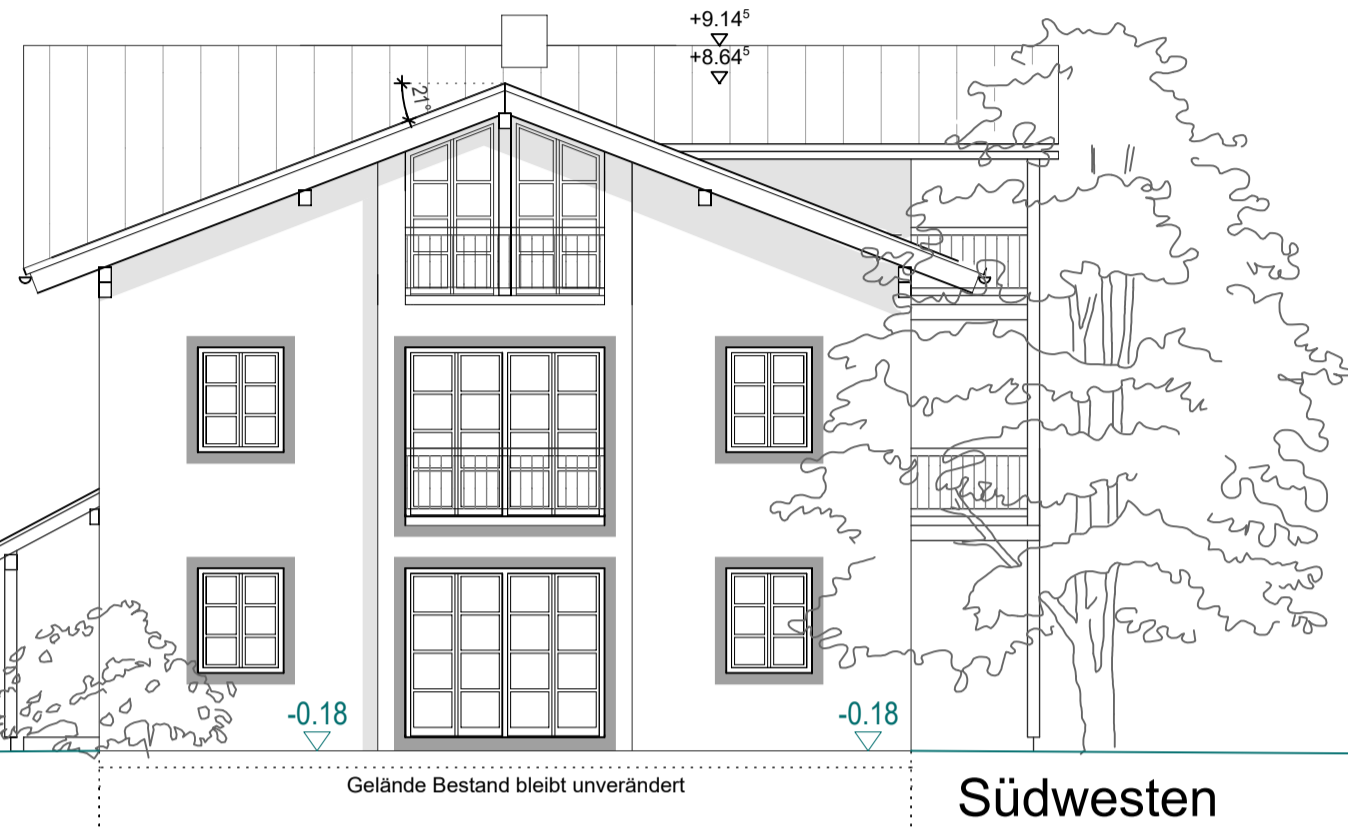 +9.14⁵
+8.64⁵
21°
-0.18
-0.18
Gelände Bestand bleibt unverändert
Südwesten